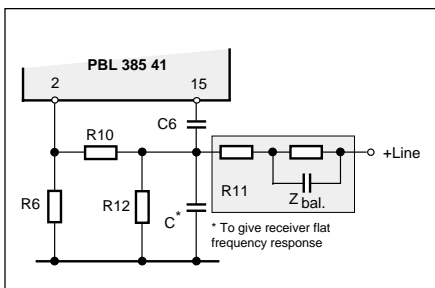 PBL 385 41
2 15
C6
R10
+Line
R11
R6
R12
C*
Z bal.
* To give receiver flat
frequency response